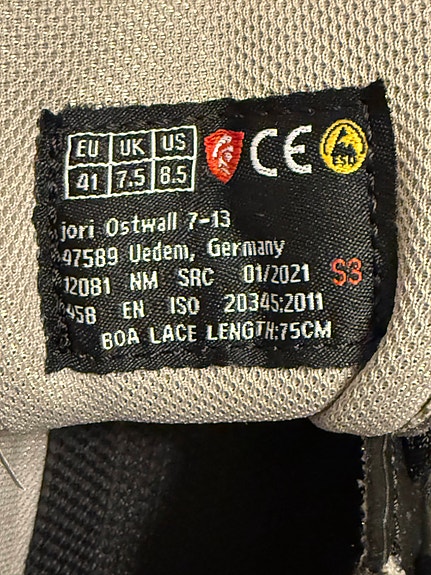 EU UK US
41 7.5 8.5
CE
ESD
jori Ostwall 7-13
47589 Uedem, Germany
12081 NM SRC 01/2021 S3
458 EN ISO 20345:2011
BOA LACE LENGTH:75CM